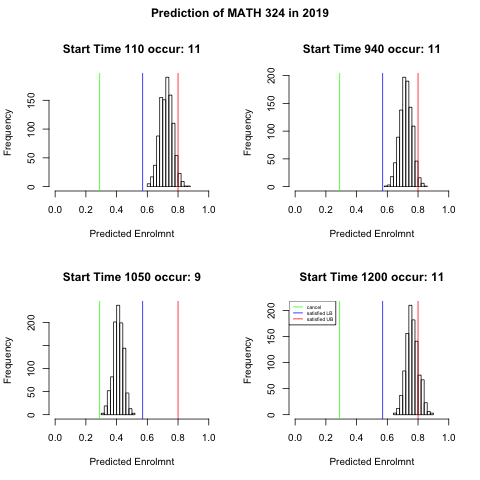 Prediction of MATH 324 in 2019
Start Time 110 occur: 11
Frequency
0 50 100 150
0.0 0.2 0.4 0.6 0.8 1.0
Predicted Enrolmnt
Start Time 940 occur: 11
Frequency
0 50 100 150 200
0.0 0.2 0.4 0.6 0.8 1.0
Predicted Enrolmnt
Start Time 1050 occur: 9
Frequency
0 50 100 200
0.0 0.2 0.4 0.6 0.8 1.0
Predicted Enrolmnt
Start Time 1200 occur: 11
cancel
satisfied LB
satisfied UB
Frequency
0 50 100 150 200
0.0 0.2 0.4 0.6 0.8 1.0
Predicted Enrolmnt